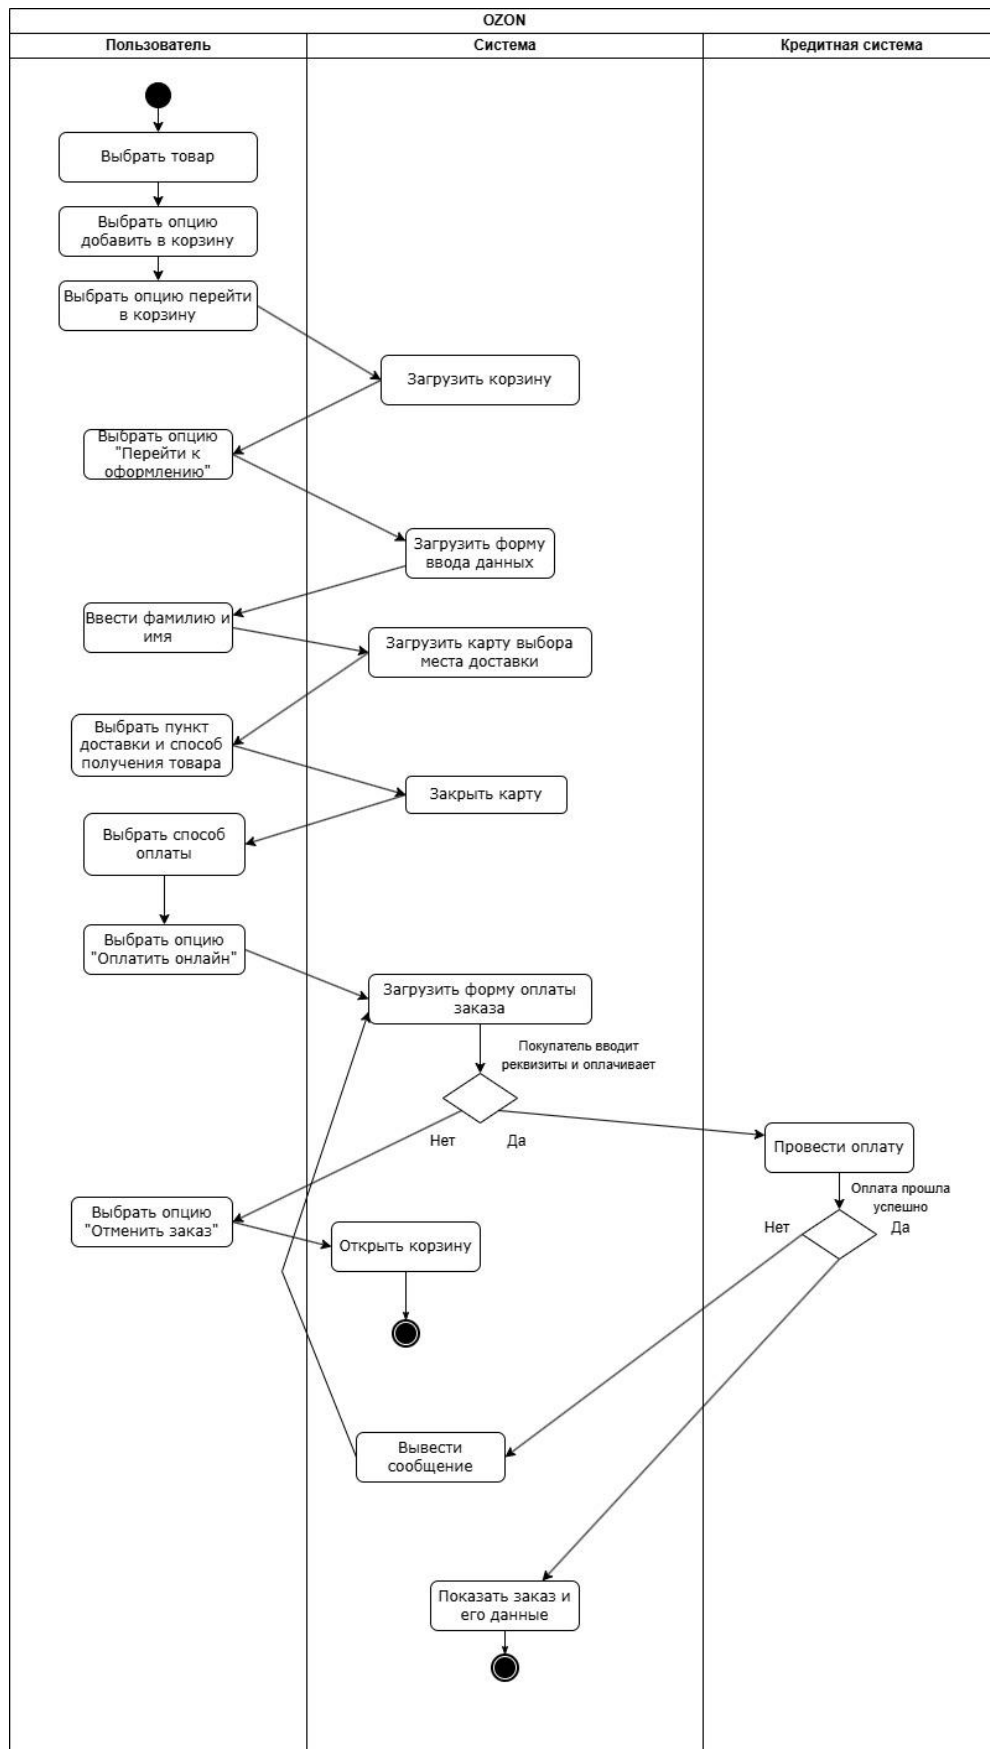 OZON
Пользователь
Система
Кредитная система
Выбрать товар
Выбрать опцию
добавить в корзину
Выбрать опцию перейти
в корзину
Загрузить корзину
Выбрать опцию
"Перейти к
оформлению"
Загрузить форму
ввода данных
Ввести фамилию и
имя
Загрузить карту выбора
места доставки
Выбрать пункт
доставки и способ
получения товара
Закрыть карту
Выбрать способ
оплаты
Выбрать опцию
"Оплатить онлайн"
Загрузить форму оплаты
заказа
Покупатель вводит
реквизиты и оплачивает
Нет
Да
Провести оплату
Оплата прошла
успешно
Нет
Да
Выбрать опцию
"Отменить заказ"
Открыть корзину
Вывести
сообщение
Показать заказ и
его данные